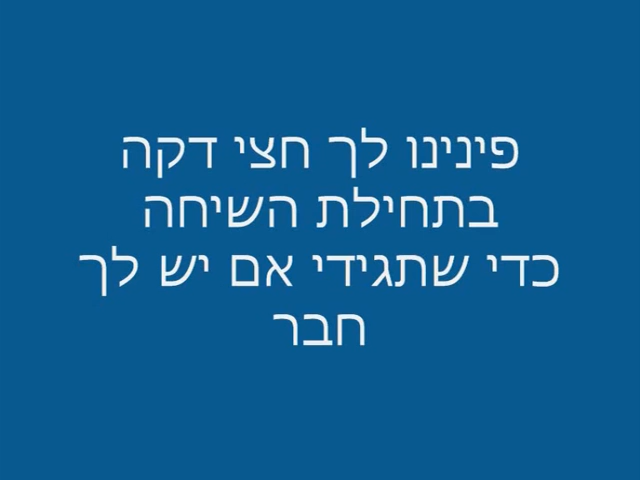 פינינו לך חצי דקה
בתחילת השיחה
כדי שתגידי אם יש לך
חבר